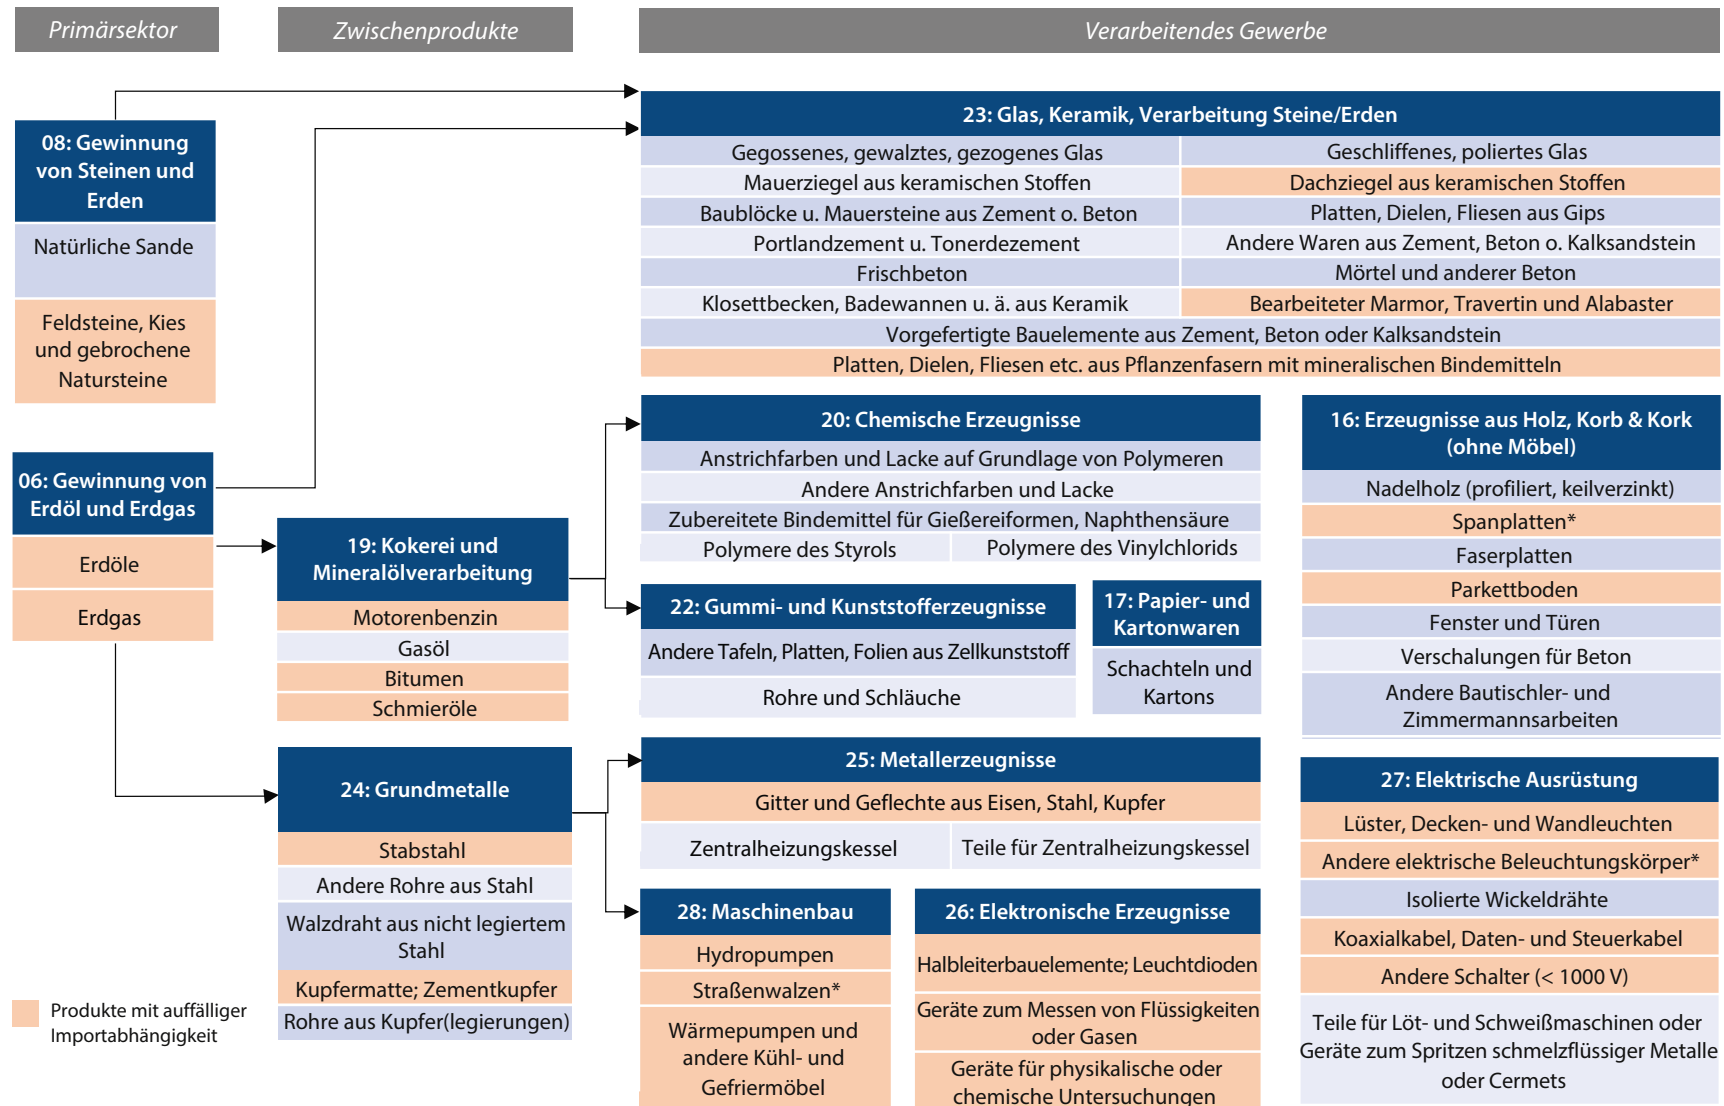 Primärsektor
Zwischenprodukte
Verarbeitendes Gewerbe
08: Gewinnung
von Steinen und
Erden
Natürliche Sande
Feldsteine, Kies
und gebrochene
Natursteine
06: Gewinnung von
Erdöl und Erdgas
Erdöle
Erdgas
19: Kokerei und
Mineralölverarbeitung
Motorenbenzin
Gasöl
Bitumen
Schmieröle
24: Grundmetalle
Stabstahl
Andere Rohre aus Stahl
Walzdraht aus nicht legiertem
Stahl
Kupfermatte; Zementkupfer
Rohre aus Kupfer(legierungen)
23: Glas, Keramik, Verarbeitung Steine/Erden
Gegossenes, gewalztes, gezogenes Glas
Geschliffenes, poliertes Glas
Mauerziegel aus keramischen Stoffen
Dachziegel aus keramischen Stoffen
Baublöcke u. Mauersteine aus Zement o. Beton
Platten, Dielen, Fliesen aus Gips
Portlandzement u. Tonerdezement
Andere Waren aus Zement, Beton o. Kalksandstein
Frischbeton
Mörtel und anderer Beton
Klosettbecken, Badewannen u. ä. aus Keramik
Bearbeiteter Marmor, Travertin und Alabaster
Vorgefertigte Bauelemente aus Zement, Beton oder Kalksandstein
Platten, Dielen, Fliesen etc. aus Pflanzenfasern mit mineralischen Bindemitteln
20: Chemische Erzeugnisse
Anstrichfarben und Lacke auf Grundlage von Polymeren
Andere Anstrichfarben und Lacke
Zubereitete Bindemittel für Gießereiformen, Naphthensäure
Polymere des Styrols
Polymere des Vinylchlorids
22: Gummi- und Kunststofferzeugnisse
Andere Tafeln, Platten, Folien aus Zellkunststoff
Rohre und Schläuche
17: Papier- und
Kartonwaren
Schachteln und
Kartons
16: Erzeugnisse aus Holz, Korb & Kork
(ohne Möbel)
Nadelholz (profiliert, keilverzinkt)
Spanplatten*
Faserplatten
Parkettboden
Fenster und Türen
Verschalungen für Beton
Andere Bautischler- und
Zimmermannsarbeiten
25: Metallerzeugnisse
Gitter und Geflechte aus Eisen, Stahl, Kupfer
Zentralheizungskessel
Teile für Zentralheizungskessel
28: Maschinenbau
Hydropumpen
Straßenwalzen*
Wärmepumpen und
andere Kühl- und
Gefriermöbel
26: Elektronische Erzeugnisse
Halbleiterbauelemente; Leuchtdioden
Geräte zum Messen von Flüssigkeiten
oder Gasen
Geräte für physikalische oder
chemische Untersuchungen
27: Elektrische Ausrüstung
Lüster, Decken- und Wandleuchten
Andere elektrische Beleuchtungskörper*
Isolierte Wickeldrähte
Koaxialkabel, Daten- und Steuerkabel
Andere Schalter (< 1000 V)
Teile für Löt- und Schweißmaschinen oder
Geräte zum Spritzen schmelzflüssiger Metalle
oder Cermets
Produkte mit auffälliger
Importabhängigkeit